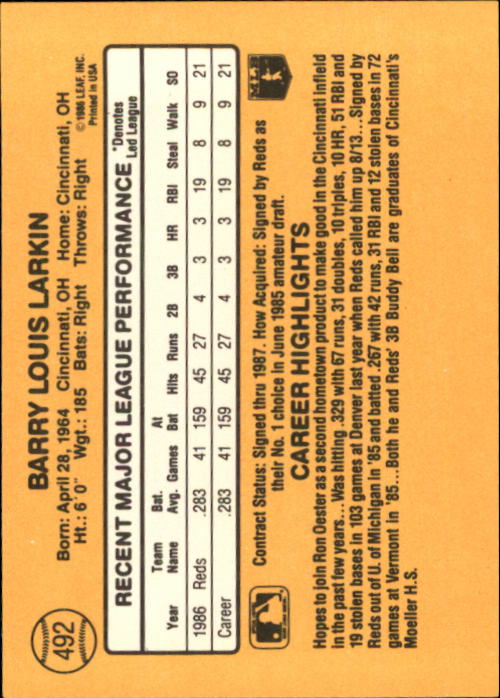 492
BARRY LOUIS LARKIN
Born: April 28, 1964 Cincinnati, OH Home: Cincinnati, OH
Ht.: 6'0" Wgt.: 185 Bats: Right Throws: Right
© 1986 LEAF, INC.
Printed in USA
RECENT MAJOR LEAGUE PERFORMANCE *Denotes Led League
Year Team Name Bat. Avg. Games At Bat Hits Runs 2B 3B HR RBI Steal Walk SO
1986 Reds .283 41 159 45 27 4 3 3 19 8 9 21
Career .283 41 159 45 27 4 3 3 19 8 9 21
Contract Status: Signed thru 1987. How Acquired: Signed by Reds as
their No. 1 choice in June 1985 amateur draft.
MLB
CAREER HIGHLIGHTS
Hopes to join Ron Oester as a second hometown product to make good in the Cincinnati infield
in the past few years... Was hitting .329 with 67 runs, 31 doubles, 10 triples, 10 HR, 51 RBI and
19 stolen bases in 103 games at Denver last year when Reds called him up 8/13... Signed by
Reds out of U. of Michigan in '85 and batted .267 with 42 runs, 31 RBI and 12 stolen bases in 72
games at Vermont in '85... Both he and Reds' 3B Buddy Bell are graduates of Cincinnati's
Moeller H.S.